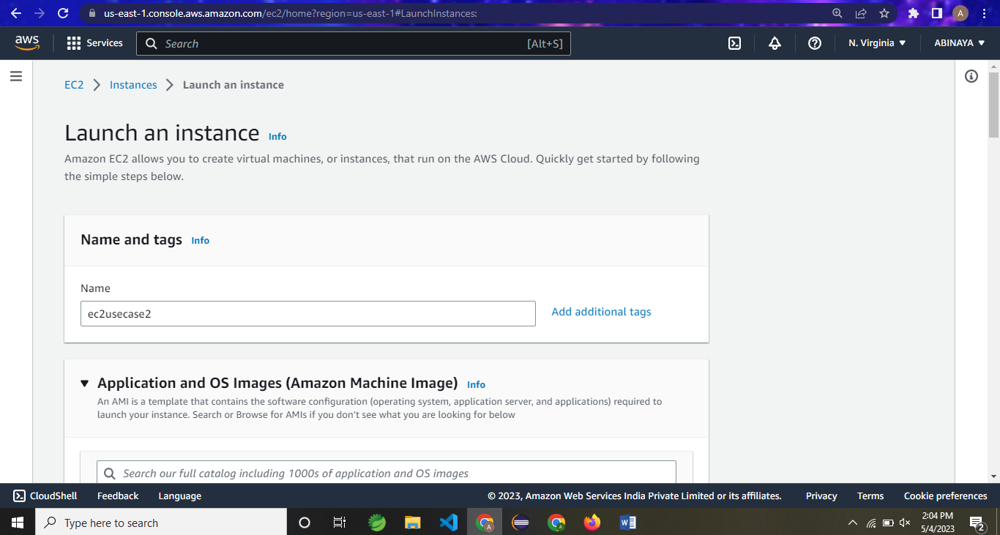 us-east-1.console.aws.amazon.com/ec2/home?region=us-east-1#LaunchInstances:
A
aws
Services
Search
[Alt+S]
N. Virginia
ABINAYA
EC2
Instances
Launch an instance
Launch an instance Info
Amazon EC2 allows you to create virtual machines, or instances, that run on the AWS Cloud. Quickly get started by following
the simple steps below.
Name and tags Info
Name
ec2usecase2
Add additional tags
Application and OS Images (Amazon Machine Image) Info
An AMI is a template that contains the software configuration (operating system, application server, and applications) required to
launch your instance. Search or Browse for AMIs if you don't see what you are looking for below
Search our full catalog including 1000s of application and OS images
CloudShell
Feedback
Language
© 2023, Amazon Web Services India Private Limited or its affiliates.
Privacy
Terms
Cookie preferences
Type here to search
A
2:04 PM
5/4/2023
2